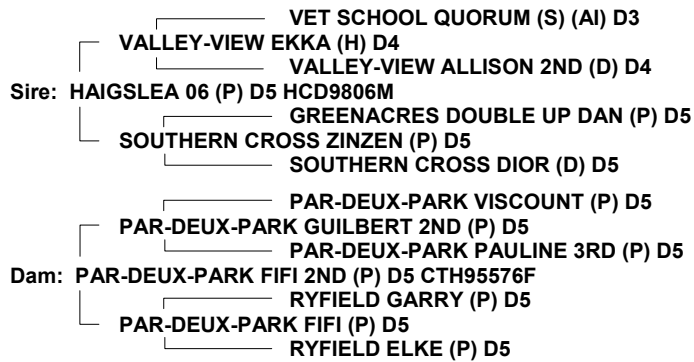 VET SCHOOL QUORUM (S) (AI) D3
VALLEY-VIEW EKKA (H) D4
VALLEY-VIEW ALLISON 2ND (D) D4
Sire: HAIGSLEA 06 (P) D5 HCD9806M
GREENACRES DOUBLE UP DAN (P) D5
SOUTHERN CROSS ZINZEN (P) D5
SOUTHERN CROSS DIOR (D) D5
PAR-DEUX-PARK VISCOUNT (P) D5
PAR-DEUX-PARK GUILBERT 2ND (P) D5
PAR-DEUX-PARK PAULINE 3RD (P) D5
Dam: PAR-DEUX-PARK FIFI 2ND (P) D5 CTH95576F
RYFIELD GARRY (P) D5
PAR-DEUX-PARK FIFI (P) D5
RYFIELD ELKE (P) D5